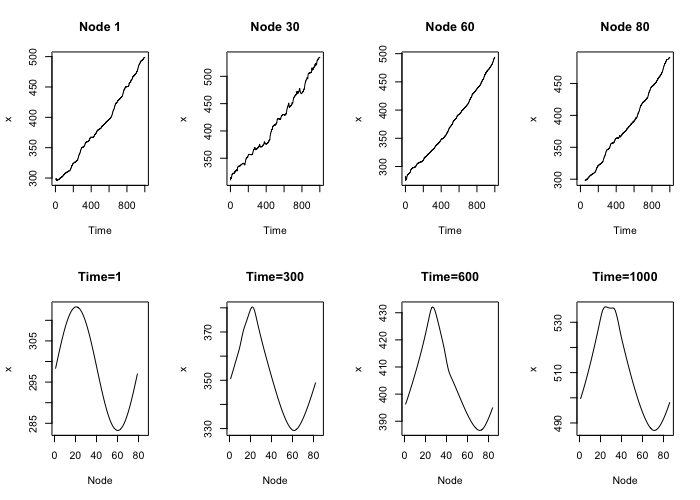 Node 1
Node 30
Node 60
Node 80
x
300 350 400 450 500
0 400 800
Time
x
350 400 450 500
0 400 800
Time
x
300 350 400 450 500
0 400 800
Time
x
300 350 400 450
0 400 800
Time
Time=1
Time=300
Time=600
Time=1000
x
285 295 305
0 20 40 60 80
Node
x
330 350 370
0 20 40 60 80
Node
x
390 400 410 420 430
0 20 40 60 80
Node
x
490 510 530
0 20 40 60 80
Node